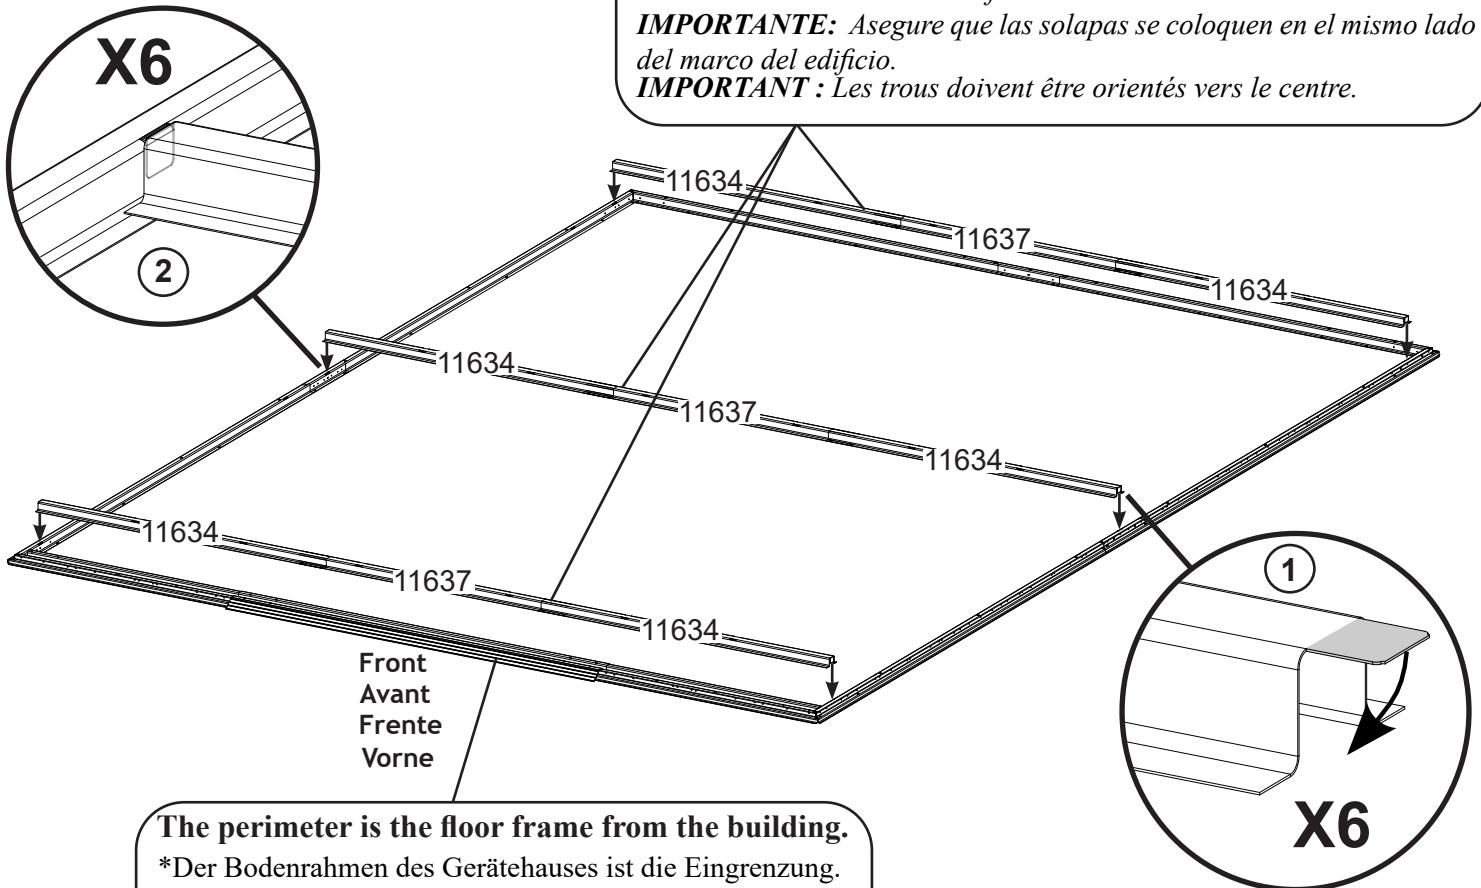 IMPORTANTE: Asegure que las solapas se coloquen en el mismo lado
del marco del edificio.
IMPORTANT : Les trous doivent être orientés vers le centre.
X6
2
11634
11637
11634
11634
11637
11634
11634
11637
11634
1
X6
Front
Avant
Frente
Vorne
The perimeter is the floor frame from the building.
*Der Bodenrahmen des Gerätehauses ist die Eingrenzung.